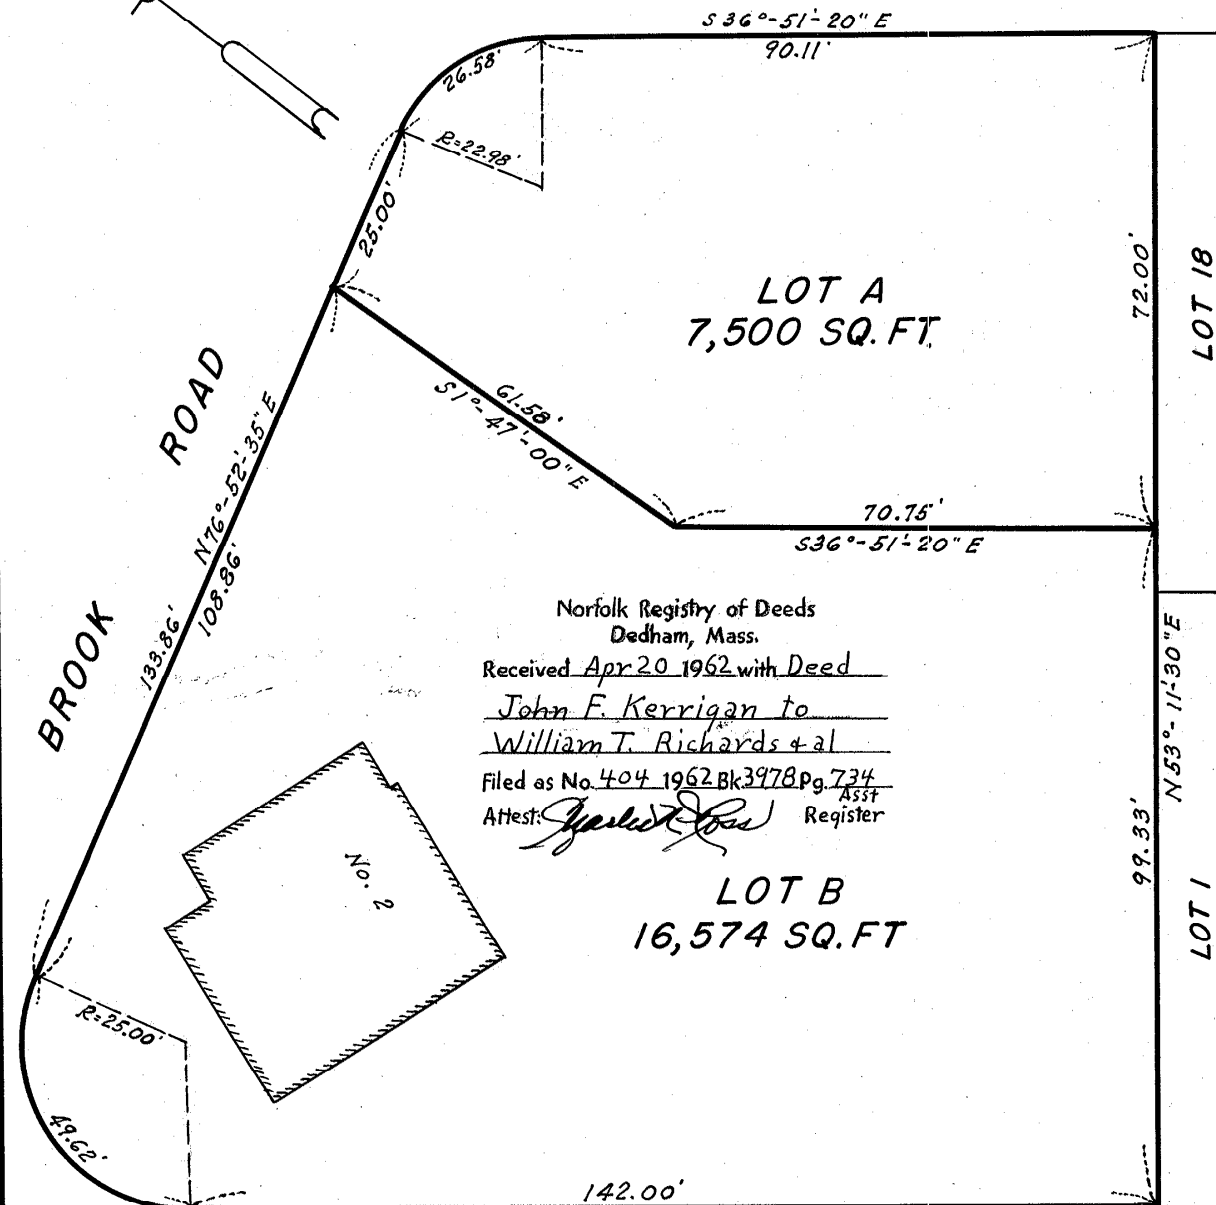 S 36°-51'-20" E
90.11'
26.58'
R=22.98'
25.00'
LOT A
7,500 SQ.FT.
72.00'
LOT 18
61.58'
S1°-47'-00" E
70.75'
S36°-51'-20" E
BROOK ROAD
N76°-52'-35" E
133.86'
108.86'
Norfolk Registry of Deeds
Dedham, Mass.
Received Apr 20 1962 with Deed
John F. Kerrigan to
William T. Richards & al
Filed as No. 404 1962 Bk. 3978 Pg. 734
Asst
Attest: Register
N53°-11'-30" E
99.33'
LOT 1
No. 2
LOT B
16,574 SQ.FT
R=25.00'
49.62'
142.00'